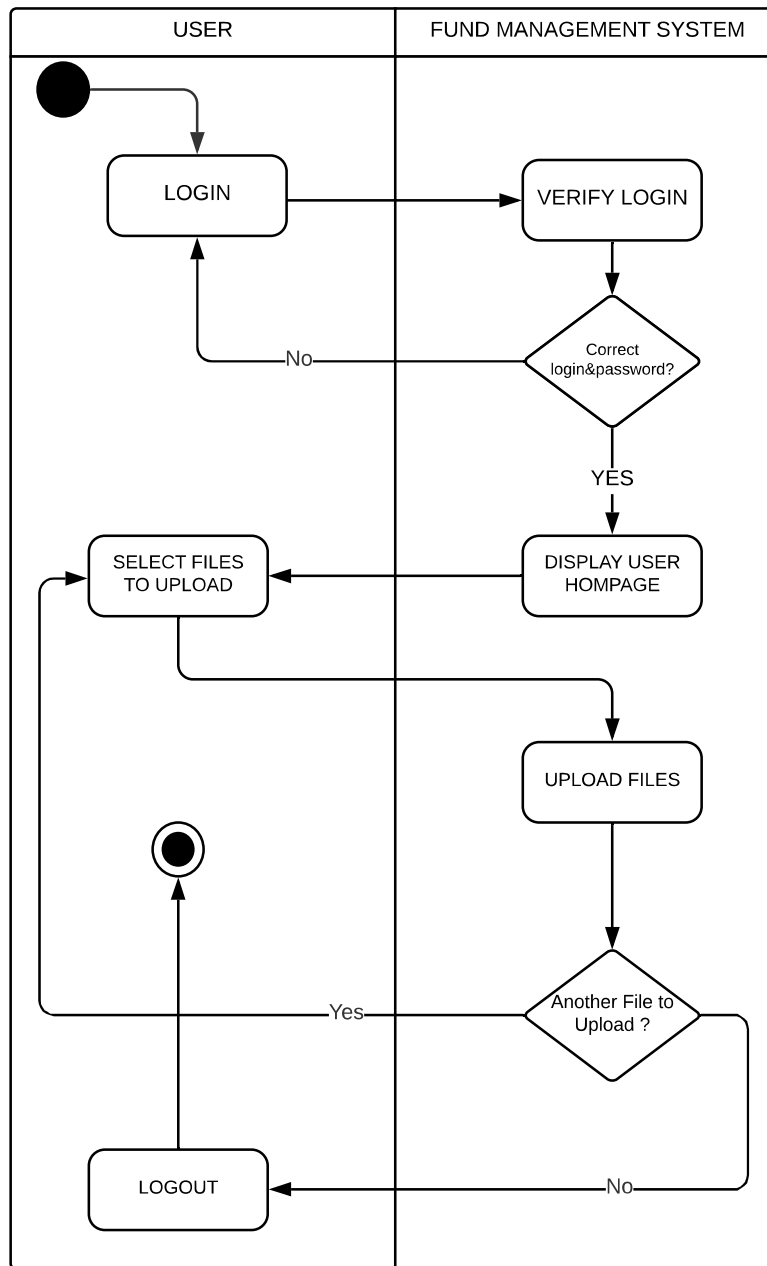 USER
FUND MANAGEMENT SYSTEM
LOGIN
VERIFY LOGIN
Correct
login&password?
No
YES
SELECT FILES
TO UPLOAD
DISPLAY USER
HOMPAGE
UPLOAD FILES
Another File to
Upload ?
Yes
LOGOUT
No